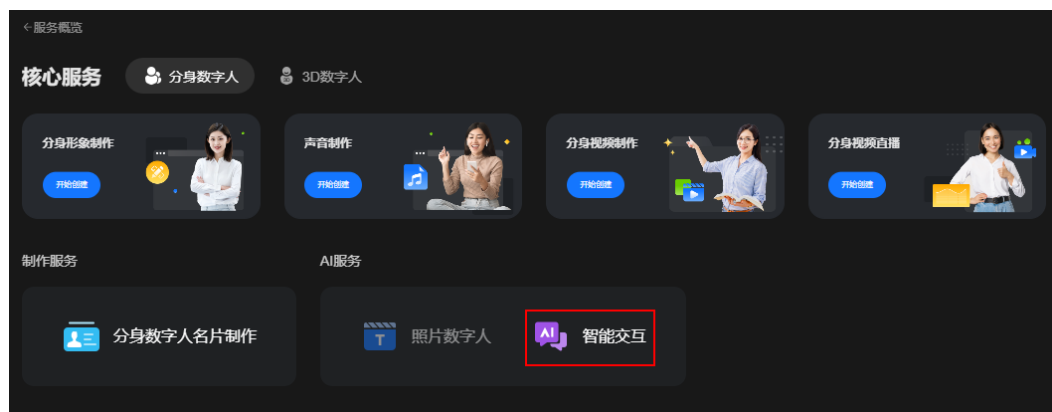 ←服务概览
核心服务 分身数字人 3D数字人
分身形象制作 声音制作 分身视频制作 分身视频直播
开始创建 开始创建 开始创建 开始创建
制作服务 AI服务
分身数字人名片制作 T 照片数字人 AI 智能交互